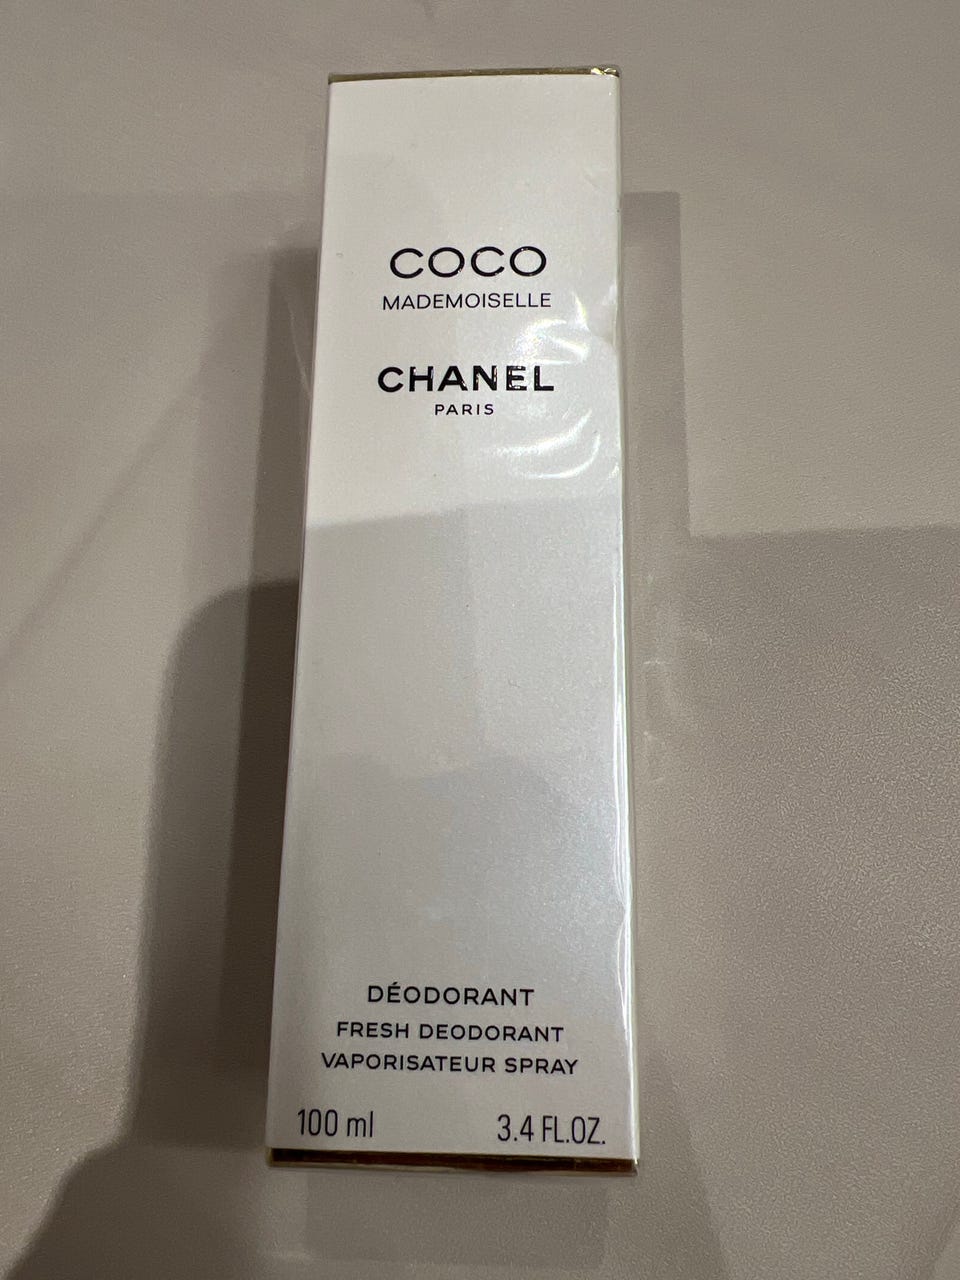 COCO
MADEMOISELLE
CHANEL
PARIS
DÉODORANT
FRESH DEODORANT
VAPORISATEUR SPRAY
100 ml 3.4 FL.OZ.